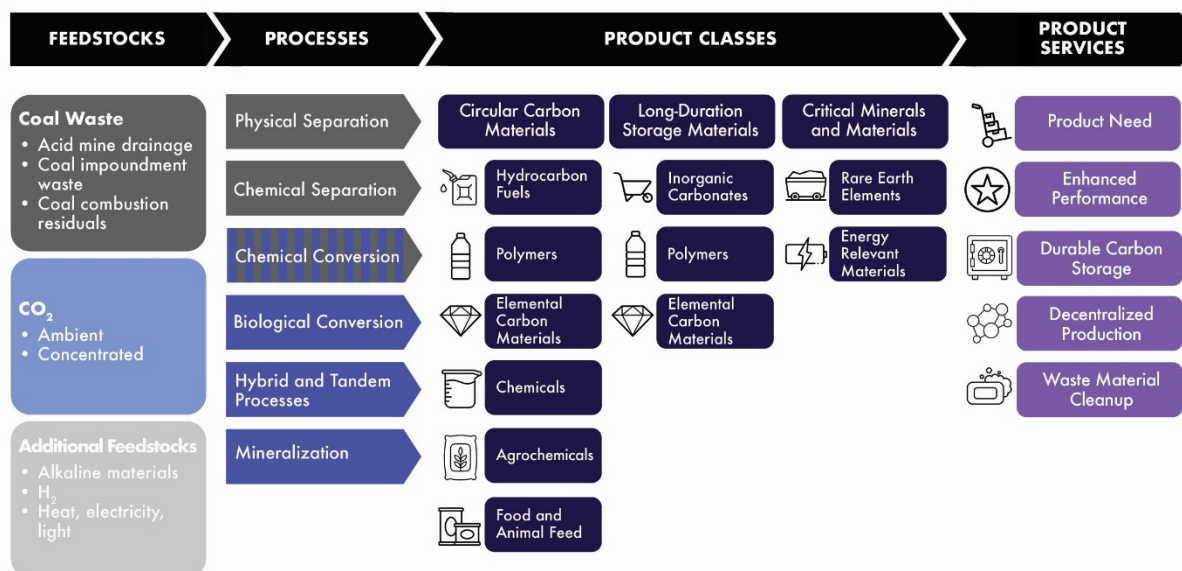 FEEDSTOCKS
PROCESSES
PRODUCT CLASSES
PRODUCT
SERVICES
Coal Waste
• Acid mine drainage
• Coal impoundment
waste
• Coal combustion
residuals
CO₂
• Ambient
• Concentrated
Additional Feedstocks
• Alkaline materials
• H₂
• Heat, electricity,
light
Physical Separation
Chemical Separation
Chemical Conversion
Biological Conversion
Hybrid and Tandem
Processes
Mineralization
Circular Carbon
Materials
Hydrocarbon
Fuels
Polymers
Elemental
Carbon
Materials
Chemicals
Agrochemicals
Food and
Animal Feed
Long-Duration
Storage Materials
Inorganic
Carbonates
Polymers
Elemental
Carbon
Materials
Critical Minerals
and Materials
Rare Earth
Elements
Energy
Relevant
Materials
Product Need
Enhanced
Performance
Durable Carbon
Storage
Decentralized
Production
Waste Material
Cleanup